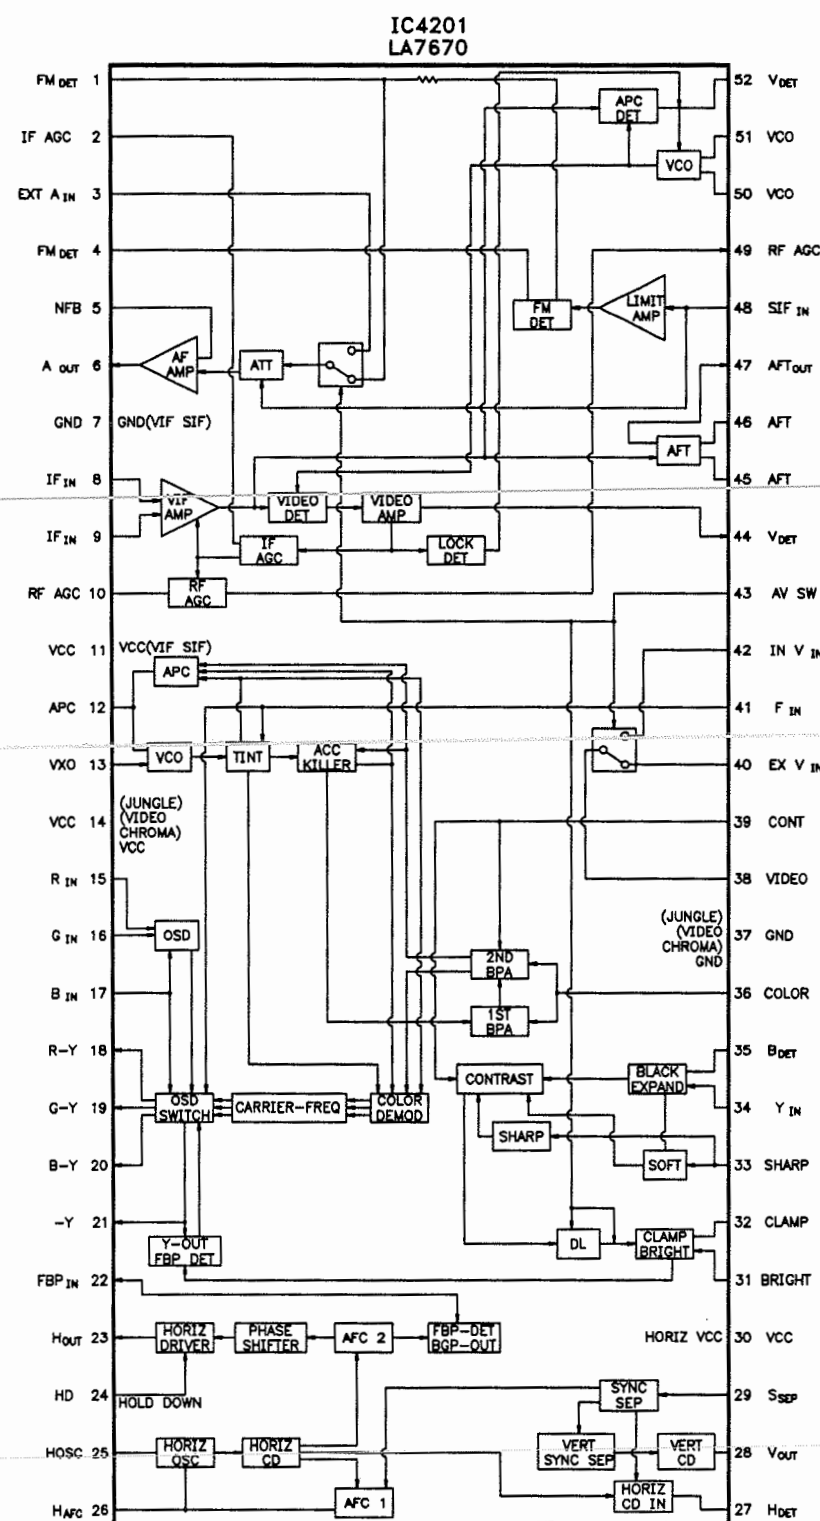 IC4201
LA7670
FM DET 1
52 V DET
APC
DET
IF AGC 2
51 VCO
VCO
EXT A IN 3
50 VCO
FM DET 4
49 RF AGC
LIMIT
AMP
FM
DET
NFB 5
48 SIF IN
AF
AMP
ATT
A OUT 6
47 AFT OUT
GND 7 GND(VIF SIF)
46 AFT
AFT
IF IN 8
45 AFT
VIF
AMP
VIDEO
DET
VIDEO
AMP
IF IN 9
44 V DET
IF
AGC
LOCK
DET
RF
AGC
RF AGC 10
43 AV SW
VCC 11 VCC(VIF SIF)
42 IN V IN
APC
APC 12
41 F IN
VCO
TINT
ACC
KILLER
VXO 13
40 EX V IN
(JUNGLE)
(VIDEO
CHROMA)
VCC
VCC 14
39 CONT
R IN 15
38 VIDEO
(JUNGLE)
(VIDEO
CHROMA)
GND
G IN 16
OSD
37 GND
2ND
BPA
B IN 17
36 COLOR
1ST
BPA
R-Y 18
35 B DET
CONTRAST
BLACK
EXPAND
G-Y 19
OSD
SWITCH
CARRIER-FREQ
COLOR
DEMOD
34 Y IN
SHARP
B-Y 20
SOFT
33 SHARP
-Y 21
32 CLAMP
Y-OUT
FBP DET
DL
CLAMP
BRIGHT
FBP IN 22
31 BRIGHT
H OUT 23
HORIZ
DRIVER
PHASE
SHIFTER
AFC 2
FBP-DET
BGP-OUT
HORIZ VCC 30 VCC
HD 24
HOLD DOWN
SYNC
SEP
29 S SEP
HOSC 25
HORIZ
OSC
HORIZ
CD
VERT
SYNC SEP
VERT
CD
28 V OUT
H AFC 26
AFC 1
HORIZ
CD IN
27 H DET